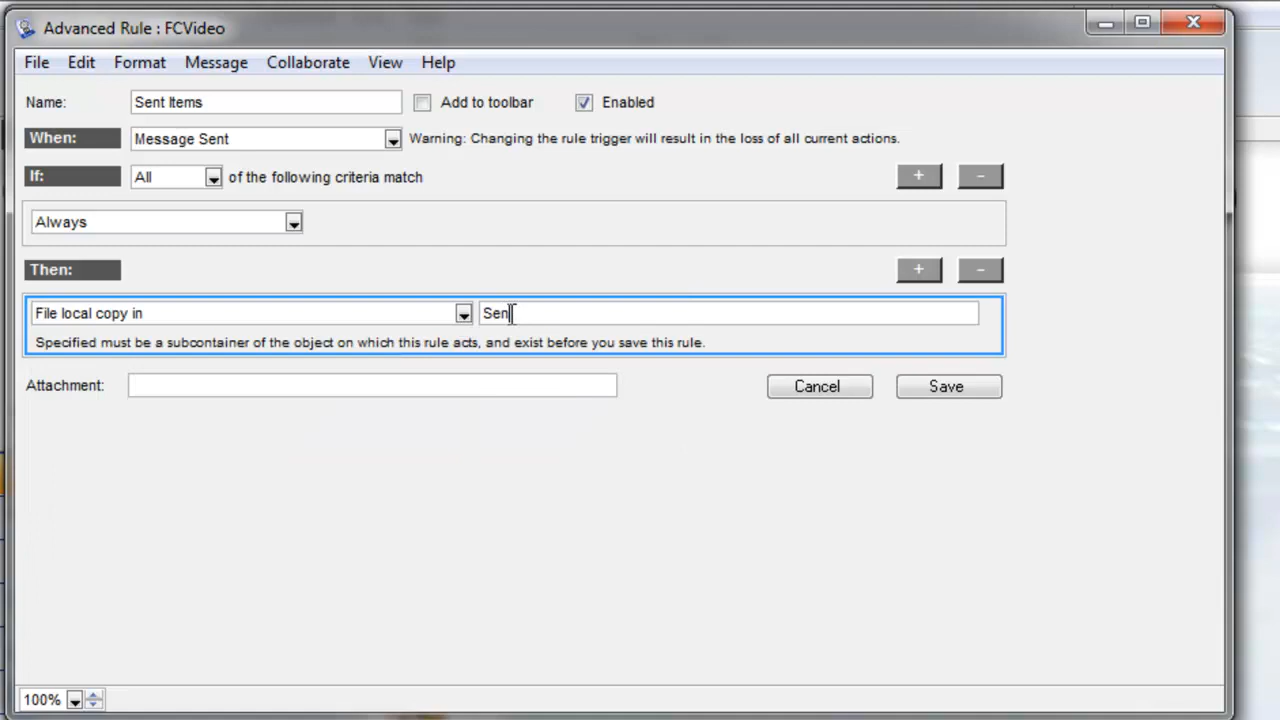 Advanced Rule : FCVideo
File Edit Format Message Collaborate View Help
Name: Sent Items Add to toolbar Enabled
When: Message Sent Warning: Changing the rule trigger will result in the loss of all current actions.
If: All of the following criteria match + -
Always
Then: + -
File local copy in Sen
Specified must be a subcontainer of the object on which this rule acts, and exist before you save this rule.
Attachment: Cancel Save
100%